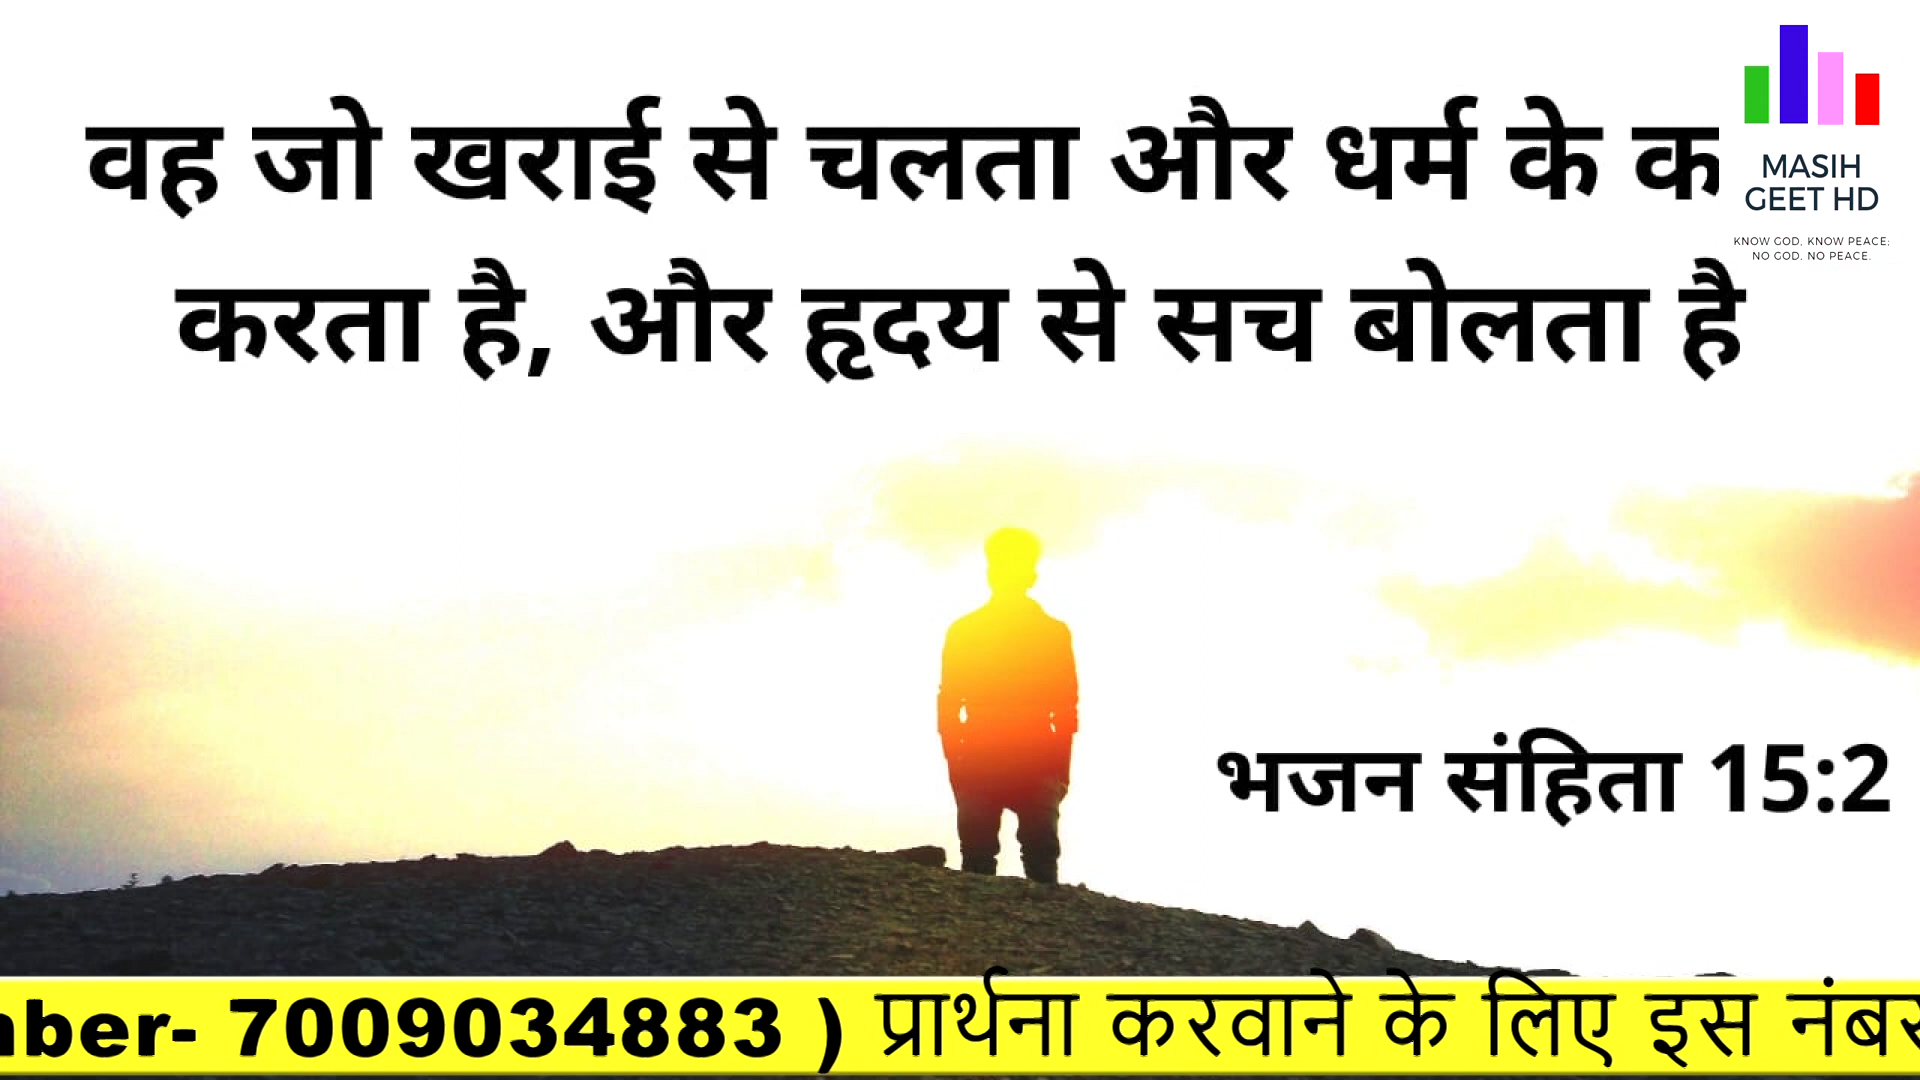 वह जो खराई से चलता और धर्म के
करता है, और हृदय से सच बोलता है
MASIH
GEET HD
KNOW GOD, KNOW PEACE;
NO GOD, NO PEACE.
भजन संहिता 15:2
7009034883 ) प्रार्थना करवाने के लिए इस